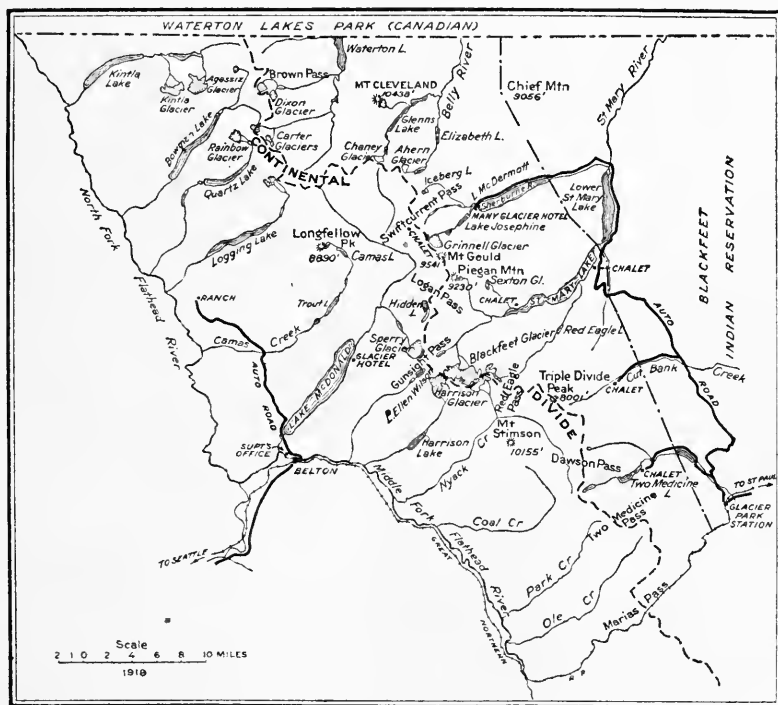 WATERTON LAKES PARK (CANADIAN)
Waterton L.
Kintla
Lake
Agassiz
Glacier
Kintla
Glacier
Brown Pass
Dixon
Glacier
MT CLEVELAND
10438'
Belly River
Chief Mtn
9056'
St Mary River
Bowman Lake
Rainbow
Glacier
Carter
Glaciers
Glenns
Lake
Elizabeth L.
Chaney
Glacier
Ahern
Glacier
CONTINENTAL
Quartz Lake
Iceberg L
L McDermott
Sherburne
Lower
St Mary
Lake
Swiftcurrent Pass
MANY GLACIER HOTEL
Lake Josephine
CHALET
Grinnell Glacier
North Fork
Flathead
River
Logging Lake
Longfellow
Pk
8890'
Camas L
9541'
Mt Gould
Piegan Mtn
9230'
Sexton Gl.
CHALET
ST MARY LAKE
CHALET
BLACKFEET
INDIAN RESERVATION
RANCH
Trout L
Logan Pass
Hidden
L
AUTO
ROAD
Camas Creek
Sperry
Glacier
GLACIER
HOTEL
LAKE McDONALD
Gunsight Pass
Blackfeet Glacier
Red Eagle L
AUTO
ROAD
Ellen Wilson
Harrison
Glacier
Red Eagle
Pass
Triple Divide
Peak
8001'
Cut Bank
Creek
CHALET
DIVIDE
SUPT'S
OFFICE
BELTON
Harrison
Lake
Mt
Stimson
10155'
Nyack Cr
Dawson Pass
CHALET
Two Medicine
L
TO ST PAUL
GLACIER
PARK
STATION
Middle Fork
Flathead
River
Coal Cr
Two Medicine
Pass
TO SEATTLE
GREAT
NORTHERN
Park Cr
Ole Cr
Marias Pass
Scale
2 1 0 2 4 6 8 10 MILES
1918